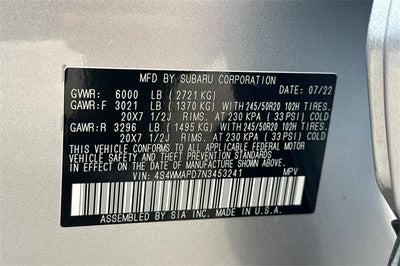 MFD. BY SUBARU CORPORATION
GVWR: 6000 LB (2721 KG) DATE: 07/22
GAWR:F 3021 LB (1370 KG) WITH 245/50R20 102H TIRES.
20X7 1/2J RIMS, AT 230 KPA (33 PSI) COLD
GAWR:R 3296 LB (1495 KG) WITH 245/50R20 102H TIRES.
20X7 1/2J RIMS, AT 230 KPA (33 PSI) COLD
THIS VEHICLE CONFORMS TO ALL APPLICABLE
FEDERAL MOTOR VEHICLE SAFETY STANDARDS
IN EFFECT ON THE DATE OF
MANUFACTURE SHOWN ABOVE.
VIN: 4S4WMAPD7N3453241 MPV
ASSEMBLED BY SIA INC. MADE IN U.S.A.